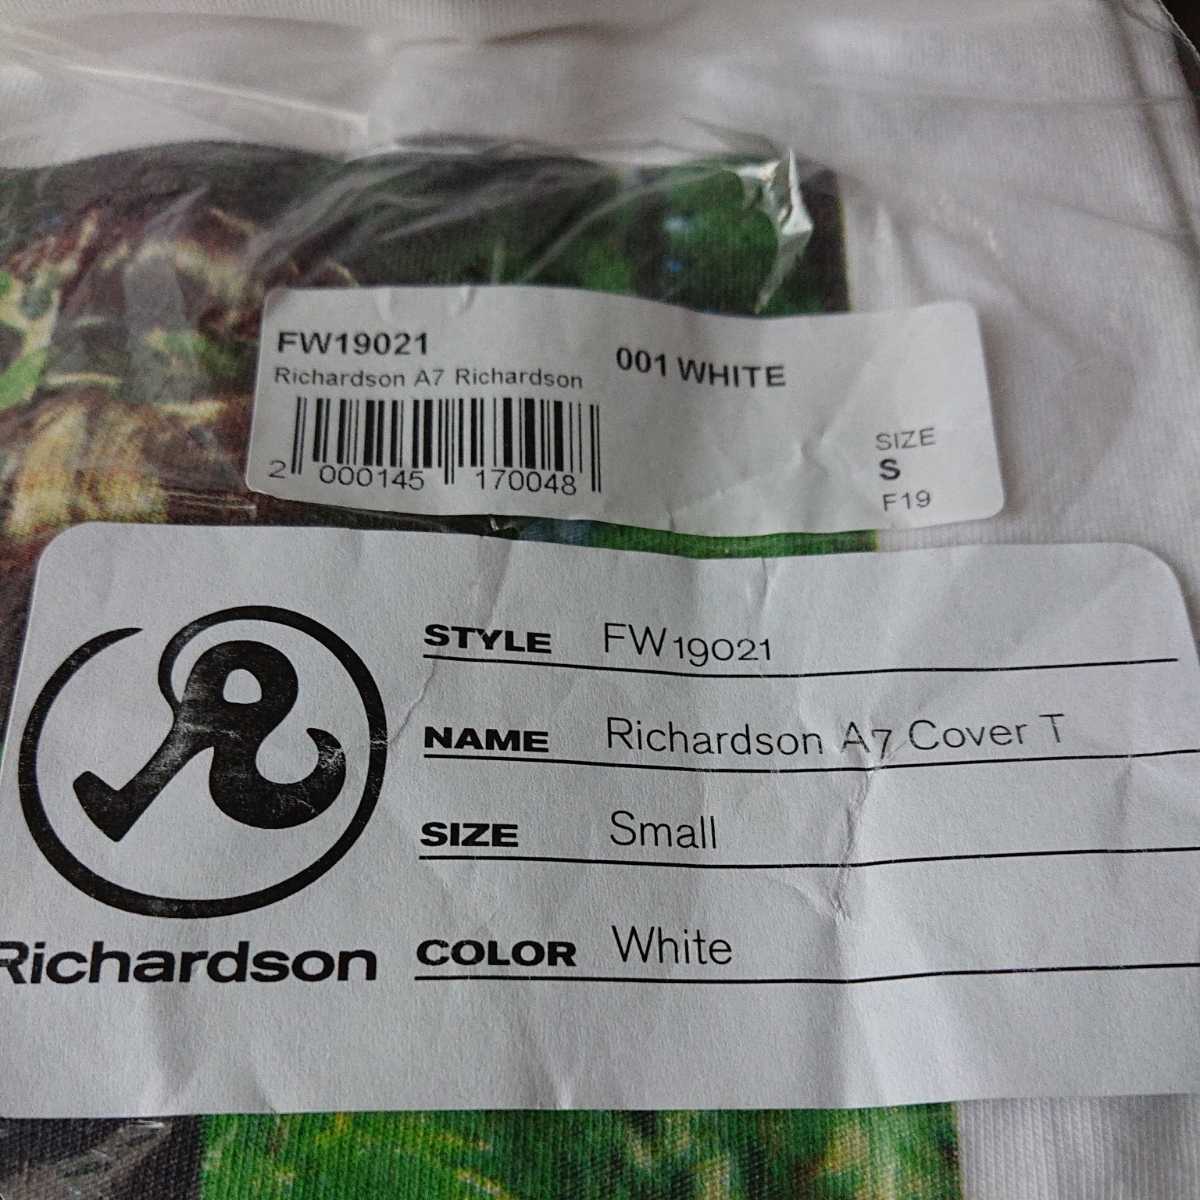 FW19021
Richardson A7 Richardson
001 WHITE
2 000145 170048
SIZE
S
F19
STYLE FW19021
NAME Richardson A7 Cover T
SIZE Small
COLOR White
Richardson